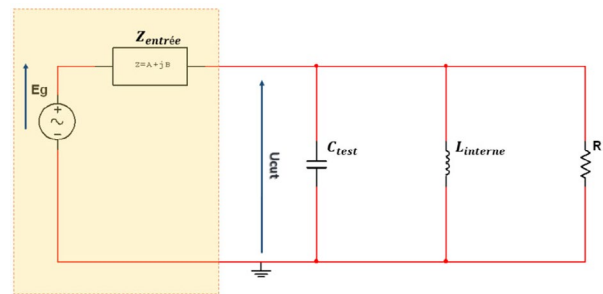 Zentrée
Z=A+jB
Eg
+
~
−
Ucut
Ctest
Linterne
R